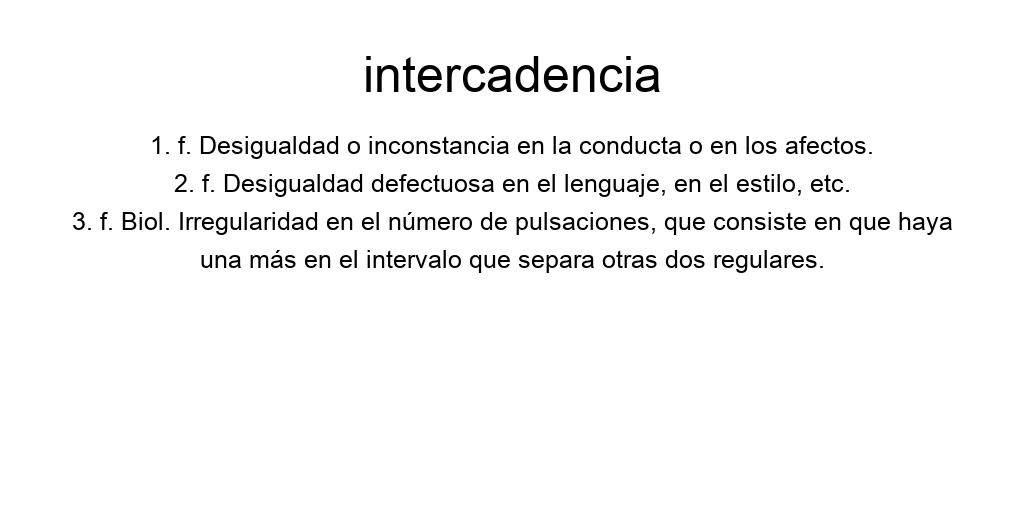 intercadencia
1. f. Desigualdad o inconstancia en la conducta o en los afectos.
2. f. Desigualdad defectuosa en el lenguaje, en el estilo, etc.
3. f. Biol. Irregularidad en el número de pulsaciones, que consiste en que haya
una más en el intervalo que separa otras dos regulares.